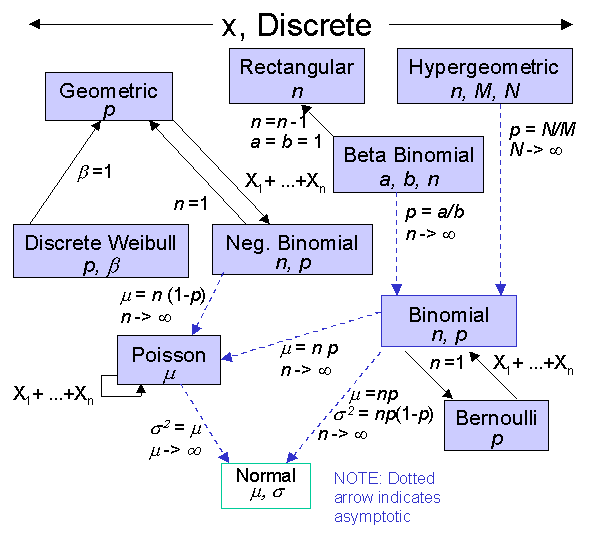 x, Discrete
Rectangular
n
Hypergeometric
n, M, N
Geometric
p
n = n - 1
a = b = 1
p = N/M
N -> ∞
Beta Binomial
a, b, n
β = 1
n = 1
X1+ ...+Xn
p = a/b
n -> ∞
Discrete Weibull
p, β
Neg. Binomial
n, p
μ = n (1-p)
n -> ∞
Binomial
n, p
Poisson
μ
μ = n p
n -> ∞
n = 1
X1+ ...+Xn
X1+ ...+Xn
μ =np
σ2 = np(1-p)
n -> ∞
Bernoulli
p
σ2 = μ
μ -> ∞
Normal
μ, σ
NOTE: Dotted
arrow indicates
asymptotic